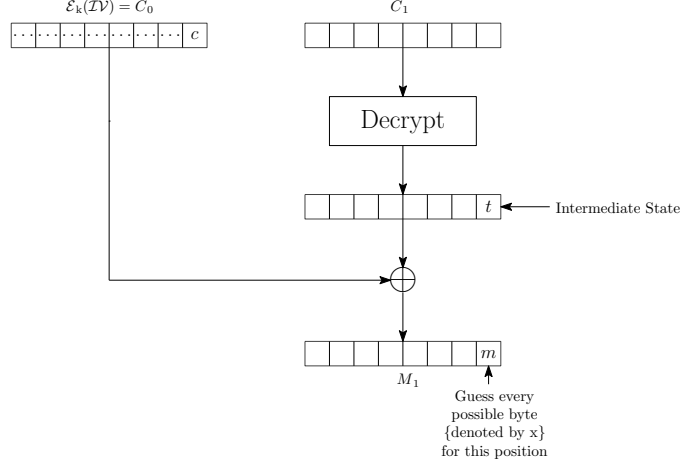 ℰₖ(ℐ𝒱) = C₀
C₁
... ... ... ... ... ... ... c
Decrypt
t
Intermediate State
m
M₁
Guess every
possible byte
{denoted by x}
for this position